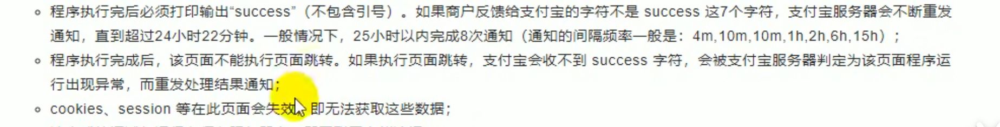 程序执行完后必须打印输出“success”（不包含引号）。如果商户反馈给支付宝的字符不是 success 这7个字符，支付宝服务器会不断重发
通知，直到超过24小时22分钟。一般情况下，25小时以内完成8次通知（通知的间隔频率一般是：4m,10m,10m,1h,2h,6h,15h）；
程序执行完成后，该页面不能执行页面跳转。如果执行页面跳转，支付宝会收不到 success 字符，会被支付宝服务器判定为该页面程序运
行出现异常，而重发处理结果通知；
cookies、session 等在此页面会失效，即无法获取这些数据；